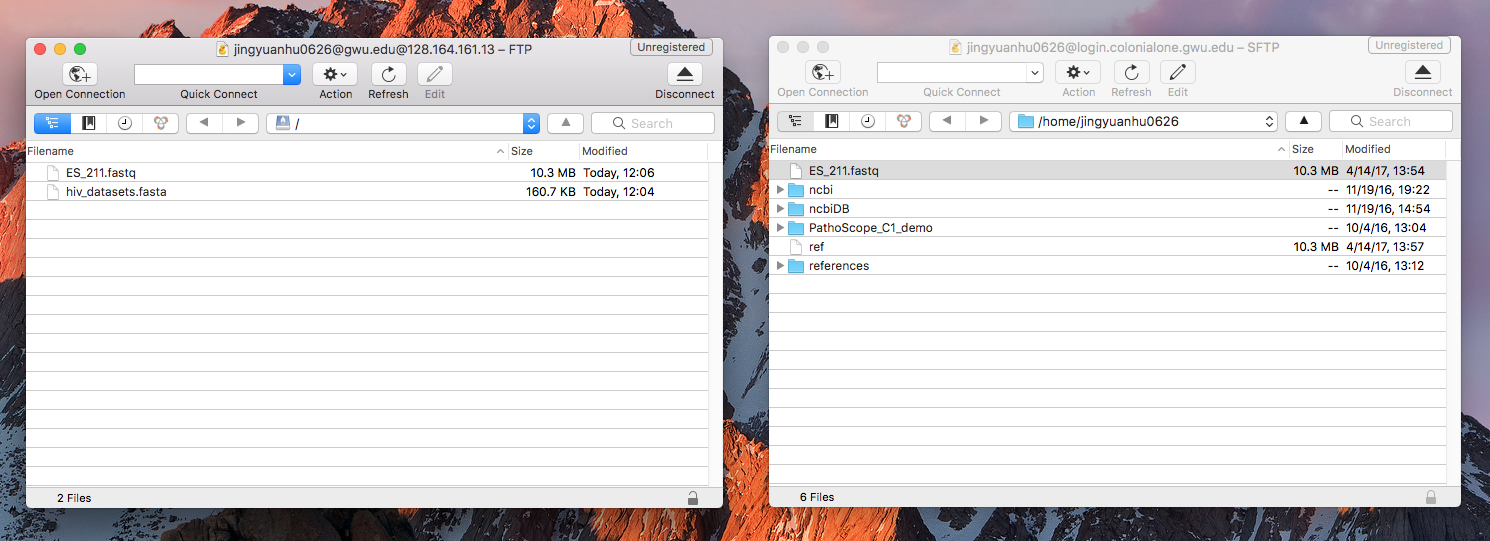 jingyuanhu0626@gwu.edu@128.164.161.13 – FTP
Unregistered
Open Connection Quick Connect Action Refresh Edit Disconnect
/ Search
Filename Size Modified
ES_211.fastq 10.3 MB Today, 12:06
hiv_datasets.fasta 160.7 KB Today, 12:04
2 Files
jingyuanhu0626@login.colonialone.gwu.edu – SFTP
Unregistered
Open Connection Quick Connect Action Refresh Edit Disconnect
/home/jingyuanhu0626 Search
Filename Size Modified
ES_211.fastq 10.3 MB 4/14/17, 13:54
ncbi -- 11/19/16, 19:22
ncbiDB -- 11/19/16, 14:54
PathoScope_C1_demo -- 10/4/16, 13:04
ref 10.3 MB 4/14/17, 13:57
references -- 10/4/16, 13:12
6 Files